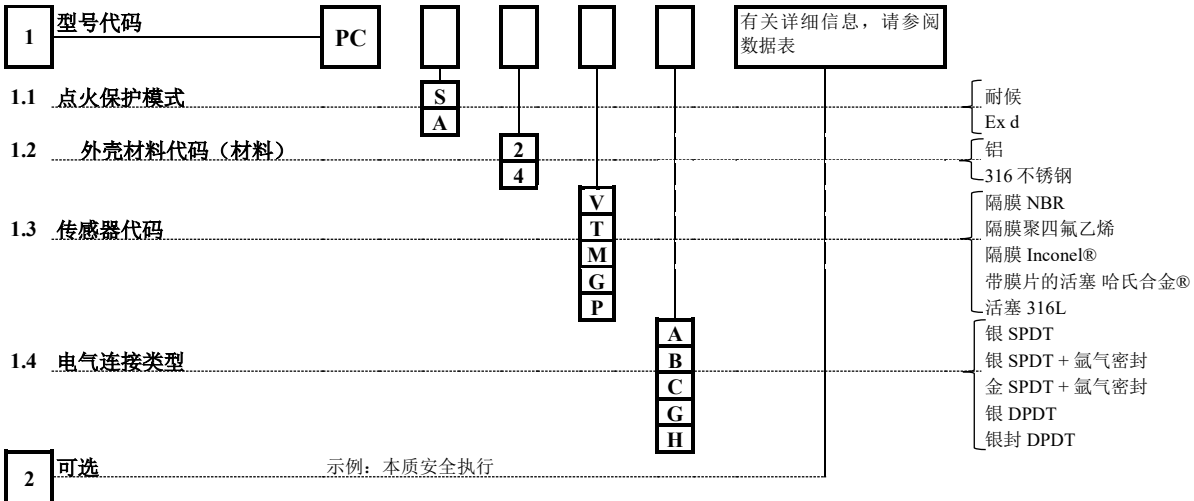 1 型号代码 PC 有关详细信息，请参阅
数据表
1.1 点火保护模式 S 耐候
A Ex d
1.2 外壳材料代码（材料） 2 铝
4 316 不锈钢
V 隔膜 NBR
1.3 传感器代码 T 隔膜聚四氟乙烯
M 隔膜 Inconel®
G 带膜片的活塞 哈氏合金®
P 活塞 316L
A 银 SPDT
1.4 电气连接类型 B 银 SPDT + 氩气密封
C 金 SPDT + 氩气密封
G 银 DPDT
H 银封 DPDT
2 可选 示例：本质安全执行